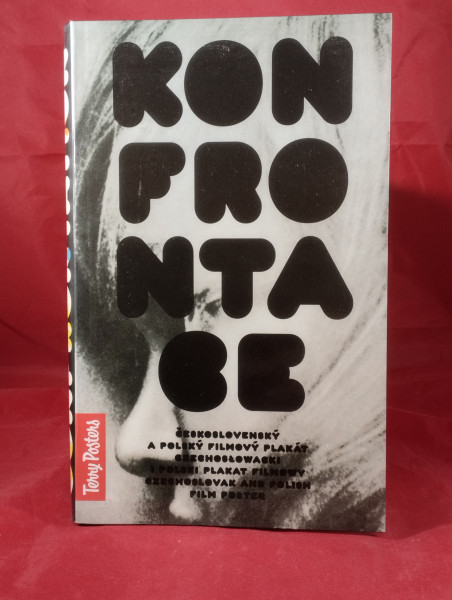 KON
FRO
NTA
CE
ČESKOSLOVENSKÝ
A POLSKÝ FILMOVÝ PLAKÁT
CZECHOSŁOWACKI
I POLSKI PLAKAT FILMOWY
CZECHOSLOVAK AND POLISH
FILM POSTER
Terry Posters